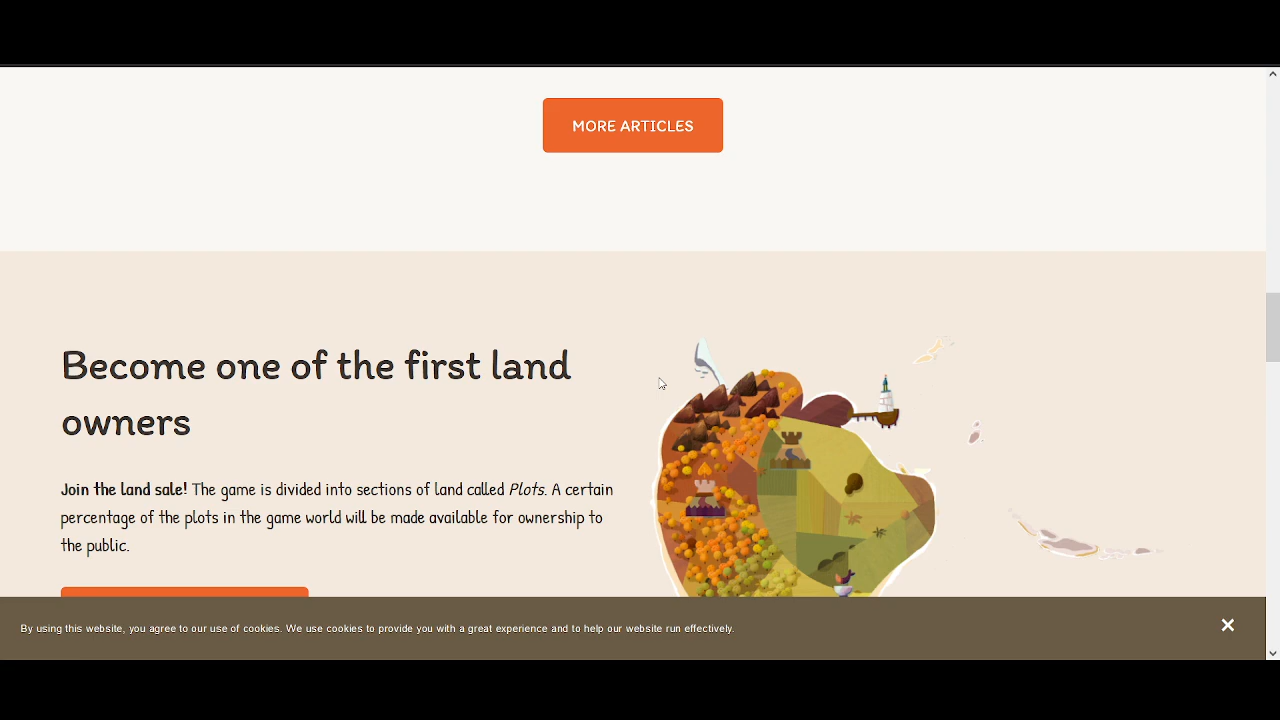 MORE ARTICLES
Become one of the first land
owners
Join the land sale! The game is divided into sections of land called Plots. A certain
percentage of the plots in the game world will be made available for ownership to
the public.
By using this website, you agree to our use of cookies. We use cookies to provide you with a great experience and to help our website run effectively.